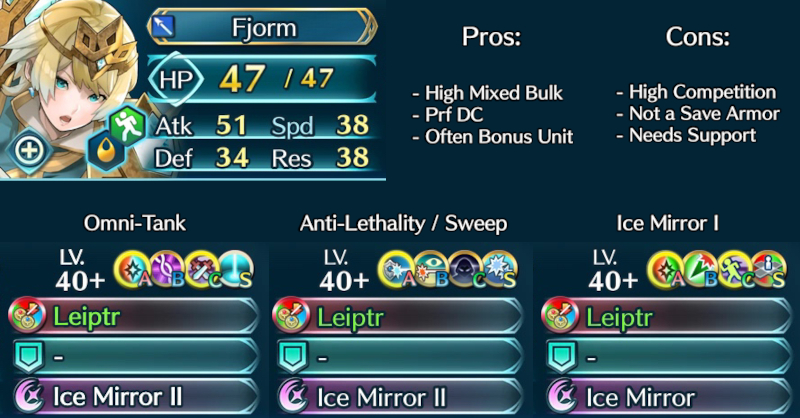 Fjorm
HP 47 / 47
Atk 51 Spd 38
Def 34 Res 38
Pros:
- High Mixed Bulk
- Prf DC
- Often Bonus Unit
Cons:
- High Competition
- Not a Save Armor
- Needs Support
Omni-Tank
LV.
40+
A B C S
Leiptr
-
Ice Mirror II
Anti-Lethality / Sweep
LV.
40+
A B C S
Leiptr
-
Ice Mirror II
Ice Mirror I
LV.
40+
A B C S
Leiptr
-
Ice Mirror